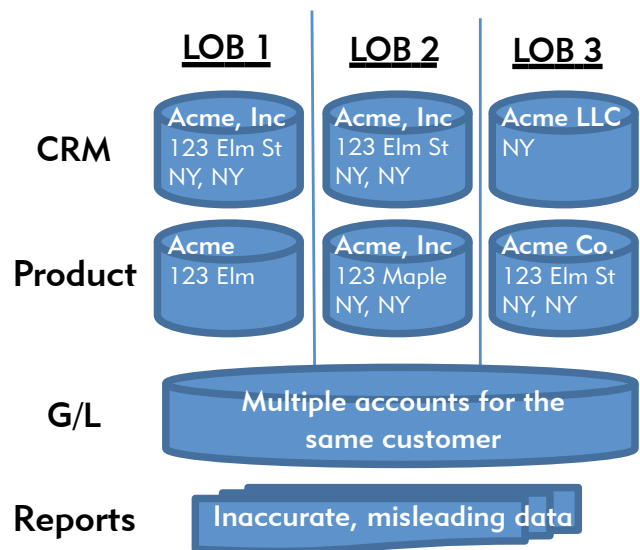 LOB 1
LOB 2
LOB 3
CRM
Acme, Inc
123 Elm St
NY, NY
Acme, Inc
123 Elm St
NY, NY
Acme LLC
NY
Product
Acme
123 Elm
Acme, Inc
123 Maple
NY, NY
Acme Co.
123 Elm St
NY, NY
G/L
Multiple accounts for the
same customer
Reports
Inaccurate, misleading data